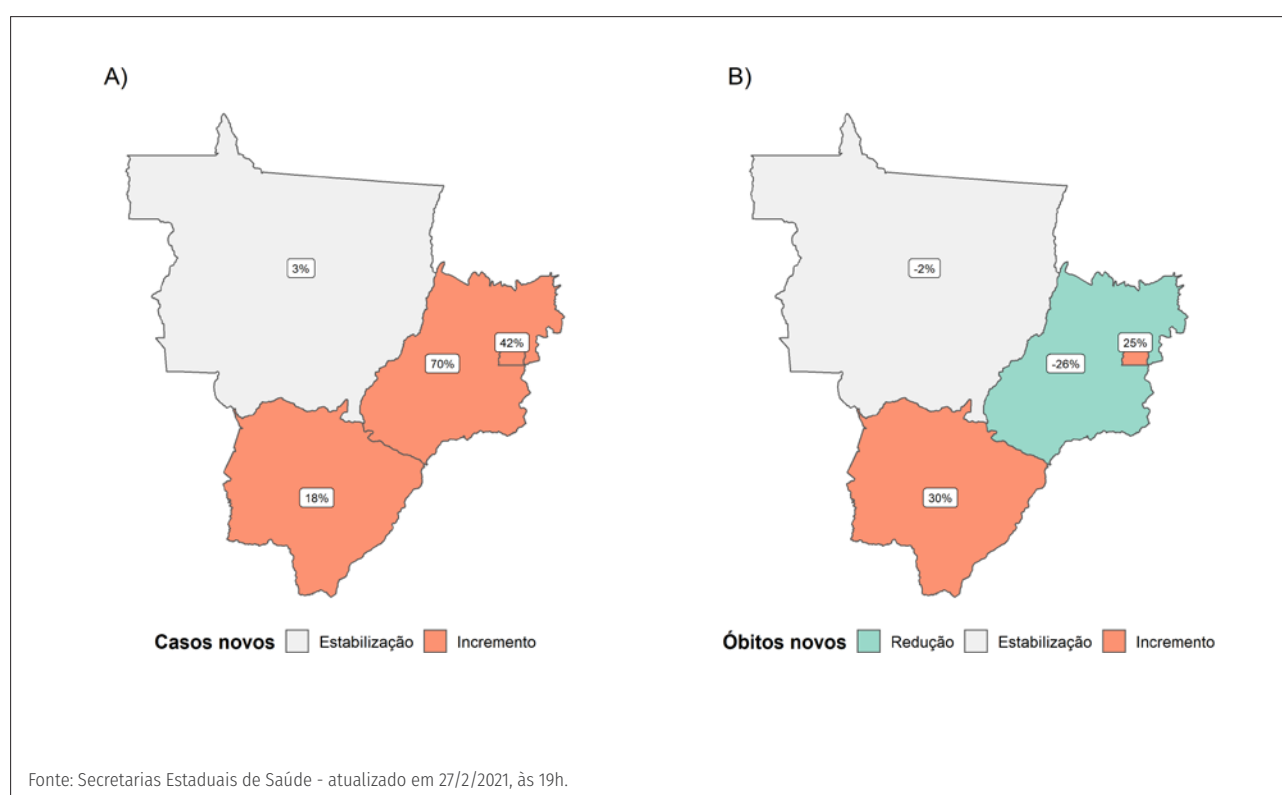 A)
3%
42%
70%
18%
Casos novos Estabilização Incremento
B)
-2%
25%
-26%
30%
Óbitos novos Redução Estabilização Incremento
Fonte: Secretarias Estaduais de Saúde - atualizado em 27/2/2021, às 19h.